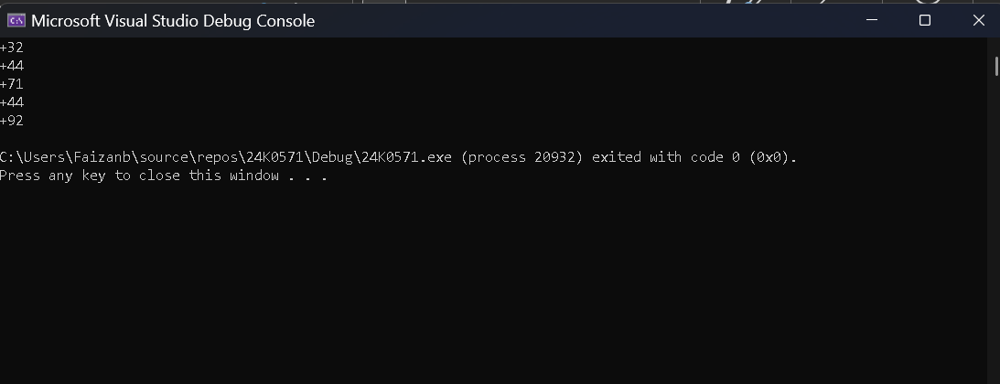 Microsoft Visual Studio Debug Console
+32
+44
+71
+44
+92
C:\Users\Faizanb\source\repos\24K0571\Debug\24K0571.exe (process 20932) exited with code 0 (0x0).
Press any key to close this window . . .